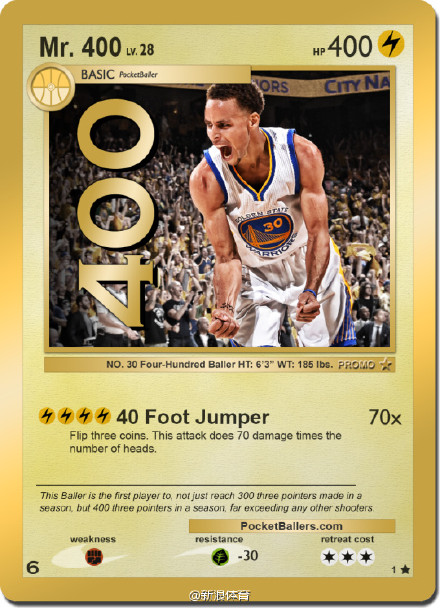 Mr. 400 LV. 28
HP 400
BASIC PocketBaller
ORS
CITY NA
400
GOLDEN STATE
30
WARRIORS
NO. 30 Four-Hundred Baller HT: 6'3" WT: 185 lbs. PROMO
40 Foot Jumper 70x
Flip three coins. This attack does 70 damage times the
number of heads.
This Baller is the first player to, not just reach 300 three pointers made in a
season, but 400 three pointers in a season, far exceeding any other shooters.
PocketBallers.com
weakness resistance retreat cost
-30
6
1
@新浪体育